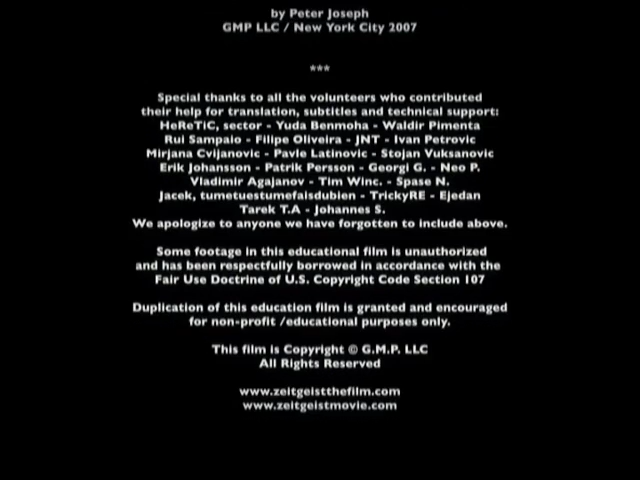 by Peter Joseph
GMP LLC / New York City 2007
***
Special thanks to all the volunteers who contributed
their help for translation, subtitles and technical support:
HeReTiC, sector - Yuda Benmoha - Waldir Pimenta
Rui Sampaio - Filipe Oliveira - JNT - Ivan Petrovic
Mirjana Cvijanovic - Pavle Latinovic - Stojan Vuksanovic
Erik Johansson - Patrik Persson - Georgi G. - Neo P.
Vladimir Agajanov - Tim Winc. - Spase N.
Jacek, tumetuestumefaisdubien - TrickyRE - Ejedan
Tarek T.A - Johannes S.
We apologize to anyone we have forgotten to include above.
Some footage in this educational film is unauthorized
and has been respectfully borrowed in accordance with the
Fair Use Doctrine of U.S. Copyright Code Section 107
Duplication of this education film is granted and encouraged
for non-profit /educational purposes only.
This film is Copyright © G.M.P. LLC
All Rights Reserved
www.zeitgeistthefilm.com
www.zeitgeistmovie.com